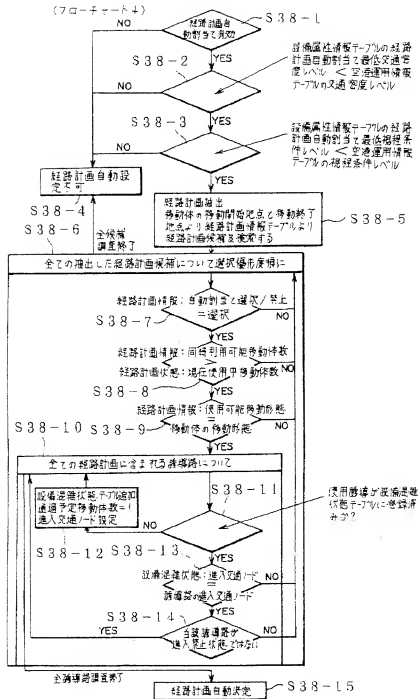 (フローチャート4)
経路計画自
動割当て有効
S38-1
NO
YES
S38-2
設備属性情報テーブルの経路
計画自動割当て最低交通密
度レベル < 空港運用情報
テーブルの交通密度レベル
NO
YES
S38-3
設備属性情報テーブルの経路
計画自動割当て最低視程条
件レベル < 空港運用情報テーブル
の視程条件レベル
NO
YES
経路計画自動設
定不可
S38-4
経路計画抽出
移動体の移動開始地点と移動終了
地点より経路計画情報テーブルより
経路計画候補を検索する
S38-5
S38-6
全候補
調査終了
全ての抽出した経路計画候補について選択優先度順に
経路計画情報:自動割当て選択/禁止
=選択
NO
S38-7
YES
経路計画情報:同時利用可能移動体数
>
経路計画状態:現在使用中移動体数
NO
S38-8
YES
経路計画情報:使用可能移動形態
=
移動体の移動形態
NO
S38-9
YES
S38-10
全ての経路計画に含まれる誘導路について
設備混雑状態テーブル追加
通過予定移動体数=1
進入交通ノード設定
S38-11
使用誘導が設備混雑
状態テーブルに登録済
みか?
NO
S38-12
YES
S38-13
設備混雑状態:進入交通ノード
=
誘導路の進入交通ノード
NO
YES
S38-14
当該誘導路が
進入禁止状態ではない
YES
NO
全誘導路調査終了
経路計画自動決定
S38-15